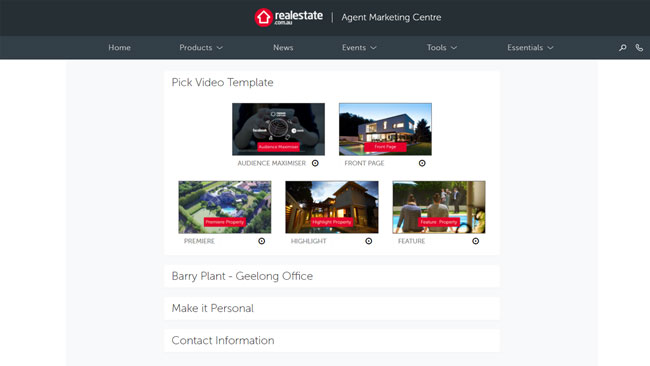 realestate
.com.au
Agent Marketing Centre
Home Products News Events Tools Essentials
Pick Video Template
Audience Maximiser
Front Page
AUDIENCE MAXIMISER
FRONT PAGE
Premiere Property
Highlight Property
Feature Property
PREMIERE
HIGHLIGHT
FEATURE
Barry Plant - Geelong Office
Make it Personal
Contact Information